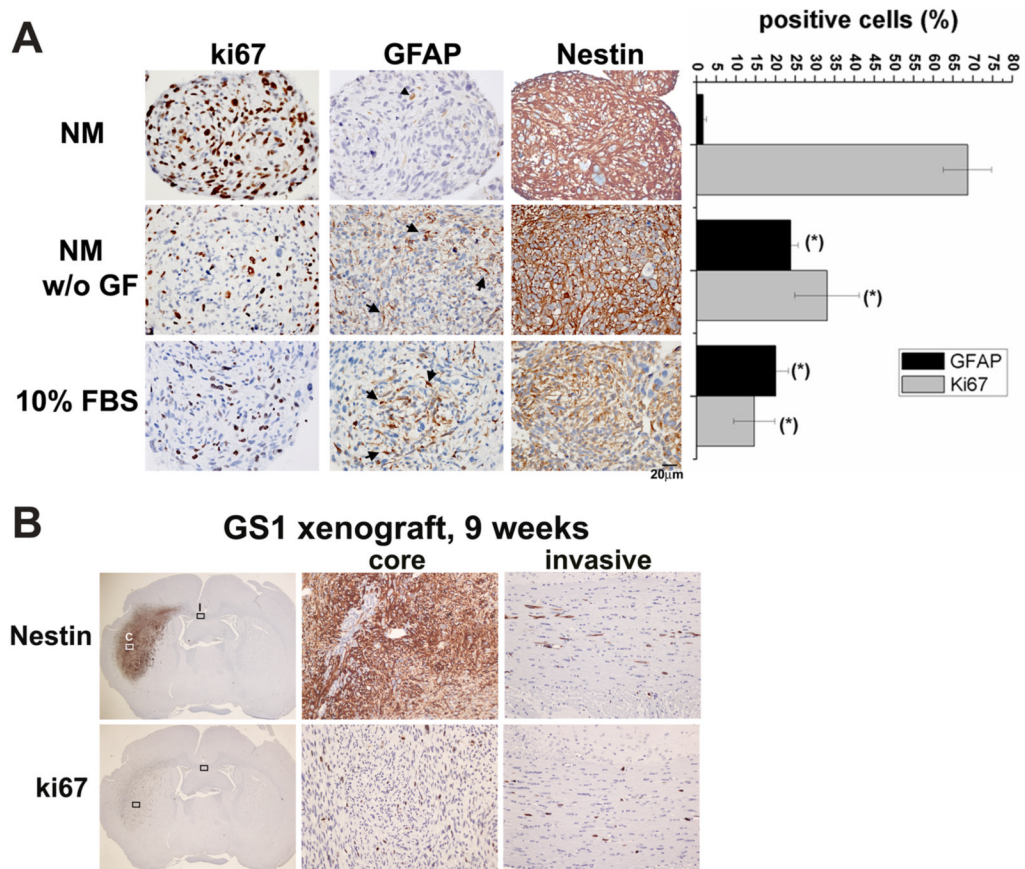 A
ki67
GFAP
Nestin
positive cells (%)
0 5 10 15 20 25 30 35 40 45 50 55 60 65 70 75 80
NM
NM
w/o GF
(*)
(*)
10% FBS
(*)
(*)
GFAP
Ki67
20µm
B
GS1 xenograft, 9 weeks
core
invasive
Nestin
C
I
ki67